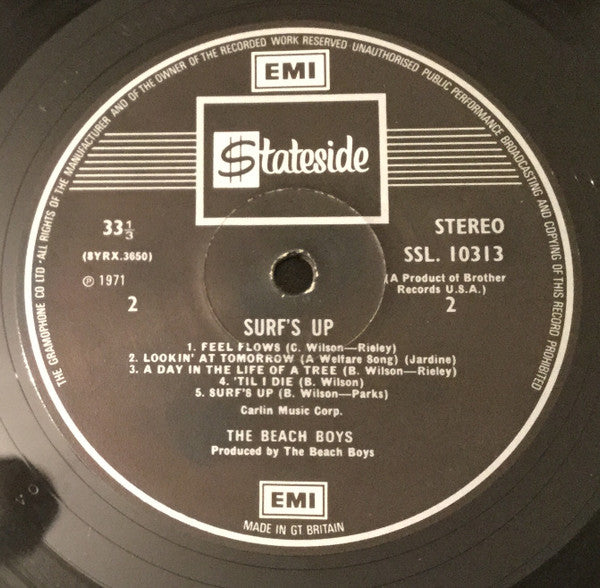 THE GRAMOPHONE CO LTD · ALL RIGHTS OF THE MANUFACTURER AND OF THE OWNER OF THE RECORDED WORK RESERVED UNAUTHORISED PUBLIC PERFORMANCE BROADCASTING AND COPYING OF THIS RECORD PROHIBITED
EMI
$tateside
33⅓
STEREO
(8YRX.3650)
SSL. 10313
℗ 1971
(A Product of Brother
Records U.S.A.)
2
2
SURF'S UP
1. FEEL FLOWS (C. Wilson—Rieley)
2. LOOKIN' AT TOMORROW (A Welfare Song) (Jardine)
3. A DAY IN THE LIFE OF A TREE (B. Wilson—Rieley)
4. 'TIL I DIE (B. Wilson)
5. SURF'S UP (B. Wilson—Parks)
Carlin Music Corp.
THE BEACH BOYS
Produced by The Beach Boys
EMI
MADE IN GT BRITAIN